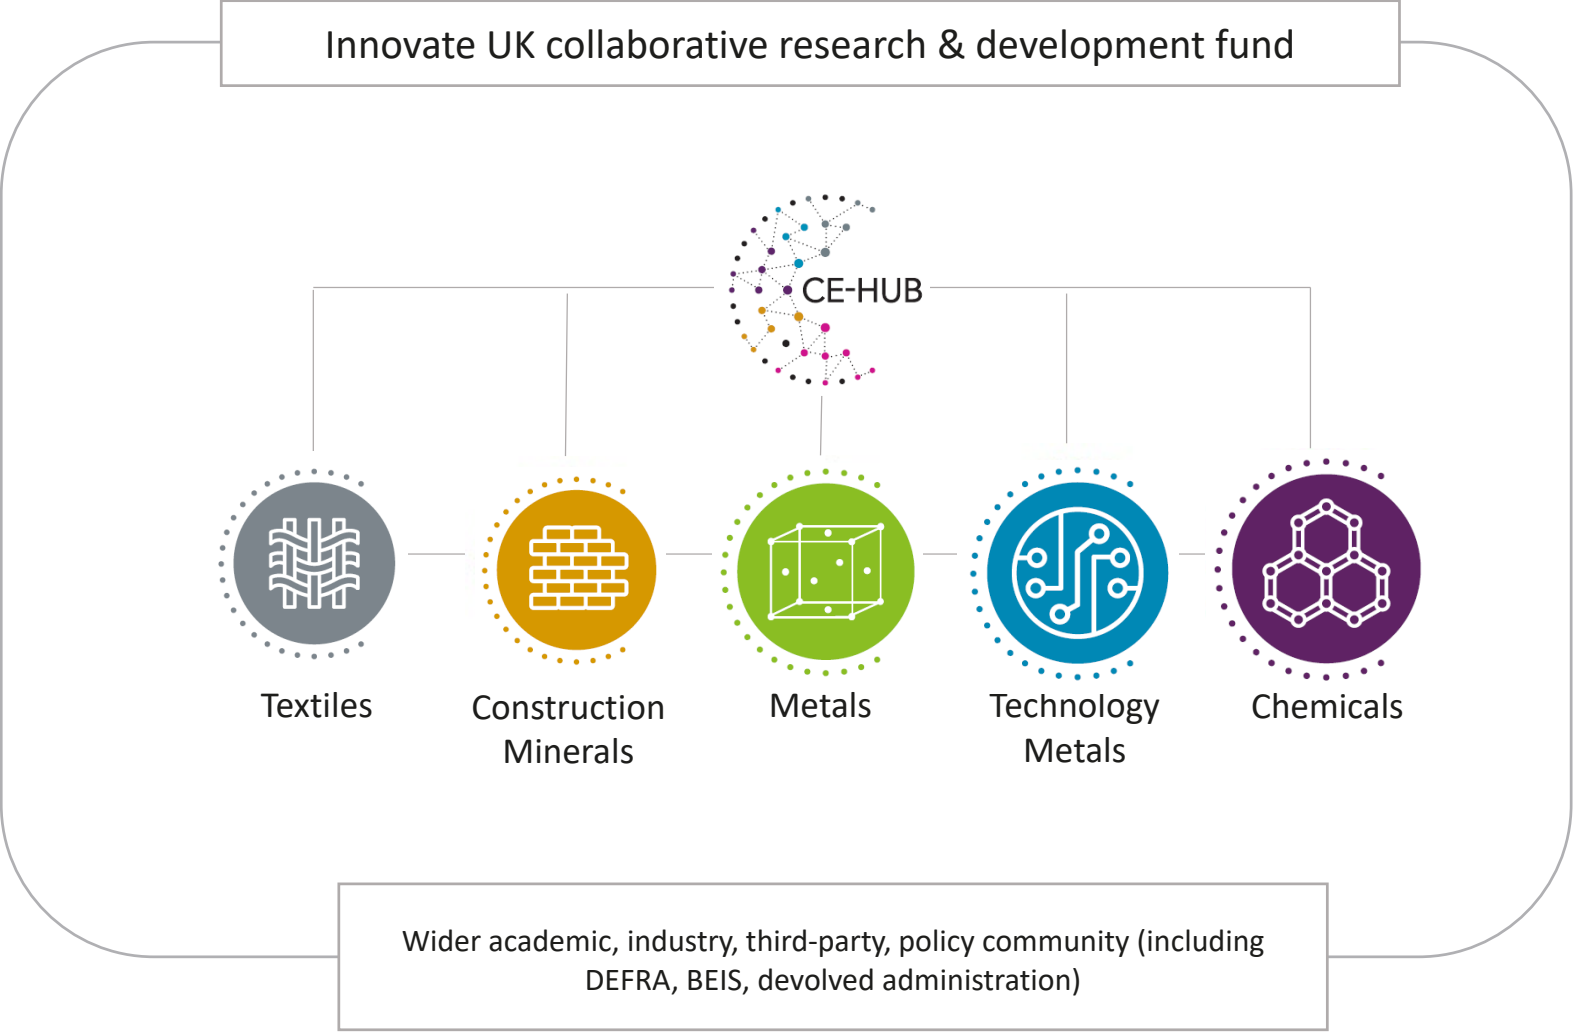 Innovate UK collaborative research & development fund
CE-HUB
Textiles
Construction
Minerals
Metals
Technology
Metals
Chemicals
Wider academic, industry, third-party, policy community (including
DEFRA, BEIS, devolved administration)